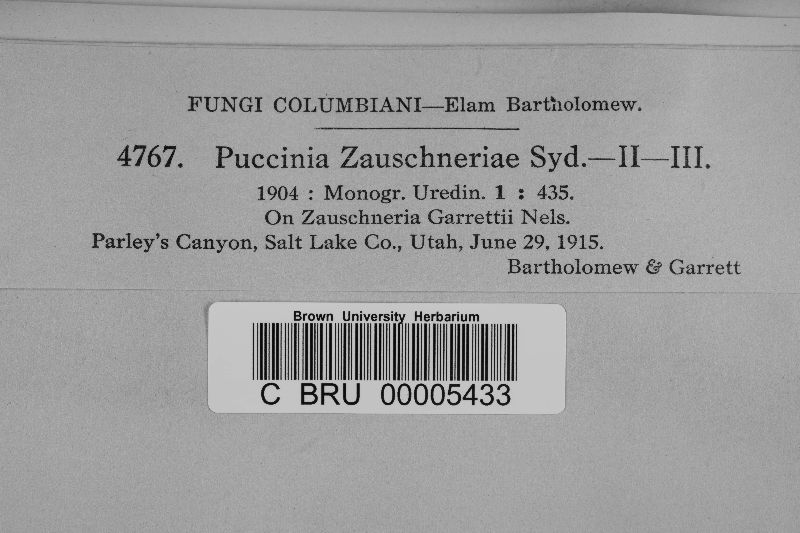 FUNGI COLUMBIANI—Elam Bartholomew.
4767. Puccinia Zauschneriae Syd.—II—III.
1904 : Monogr. Uredin. 1 : 435.
On Zauschneria Garrettii Nels.
Parley's Canyon, Salt Lake Co., Utah, June 29, 1915.
Bartholomew & Garrett
Brown University Herbarium
C BRU 00005433